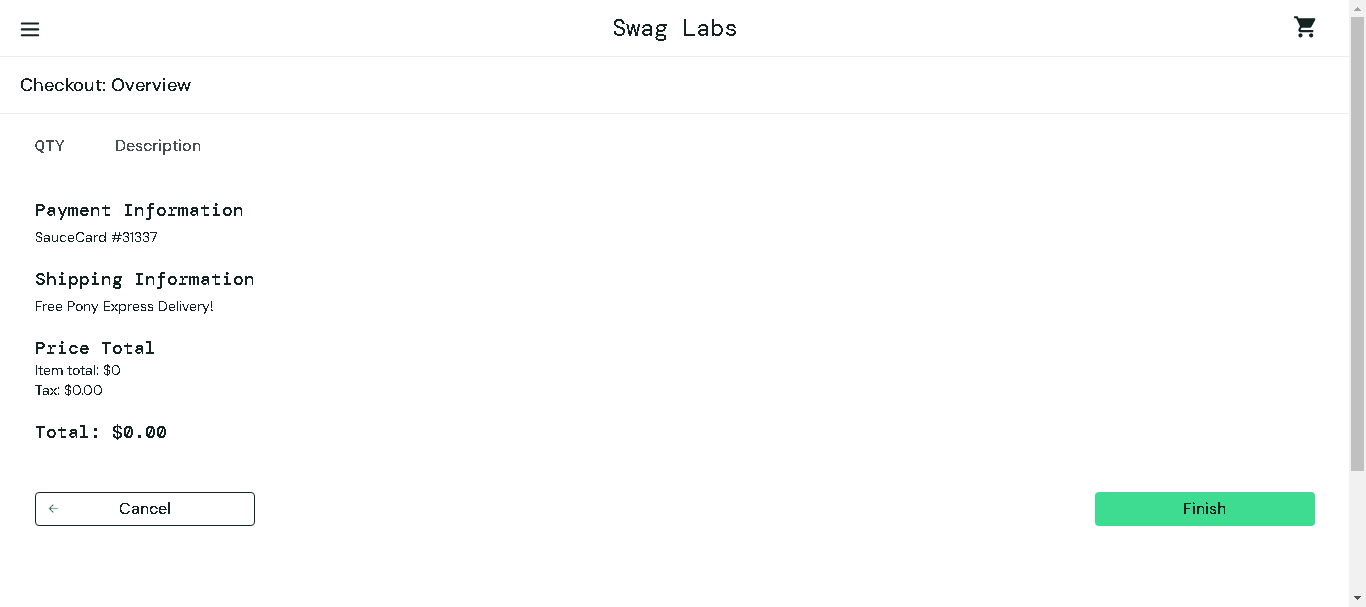 Swag Labs
Checkout: Overview
QTY Description
Payment Information
SauceCard #31337
Shipping Information
Free Pony Express Delivery!
Price Total
Item total: $0
Tax: $0.00
Total: $0.00
Cancel
Finish